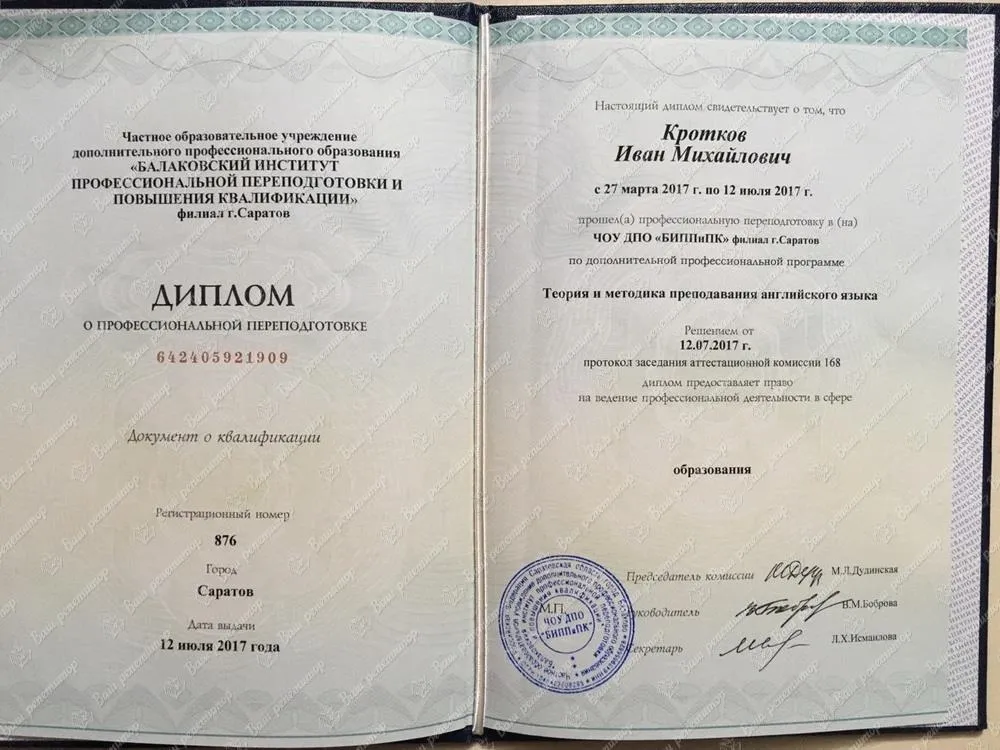 Частное образовательное учреждение
дополнительного профессионального образования
«БАЛАКОВСКИЙ ИНСТИТУТ
ПРОФЕССИОНАЛЬНОЙ ПЕРЕПОДГОТОВКИ И
ПОВЫШЕНИЯ КВАЛИФИКАЦИИ»
филиал г.Саратов
ДИПЛОМ
О ПРОФЕССИОНАЛЬНОЙ ПЕРЕПОДГОТОВКЕ
642405921909
Документ о квалификации
Регистрационный номер
876
Город
Саратов
Дата выдачи
12 июля 2017 года
Настоящий диплом свидетельствует о том, что
Кротков
Иван Михайлович
с 27 марта 2017 г. по 12 июля 2017 г.
прошел(а) профессиональную переподготовку в (на)
ЧОУ ДПО «БИППиПК» филиал г.Саратов
по дополнительной профессиональной программе
Теория и методика преподавания английского языка
Решением от
12.07.2017 г.
протокол заседания аттестационной комиссии 168
диплом предоставляет право
на ведение профессиональной деятельности в сфере
образования
Председатель комиссии М.Л.Дудинская
М.П. Руководитель В.М.Боброва
Секретарь Л.Х.Исмаилова
ЧОУ ДПО
"БИППиПК"
Ваш репетитор